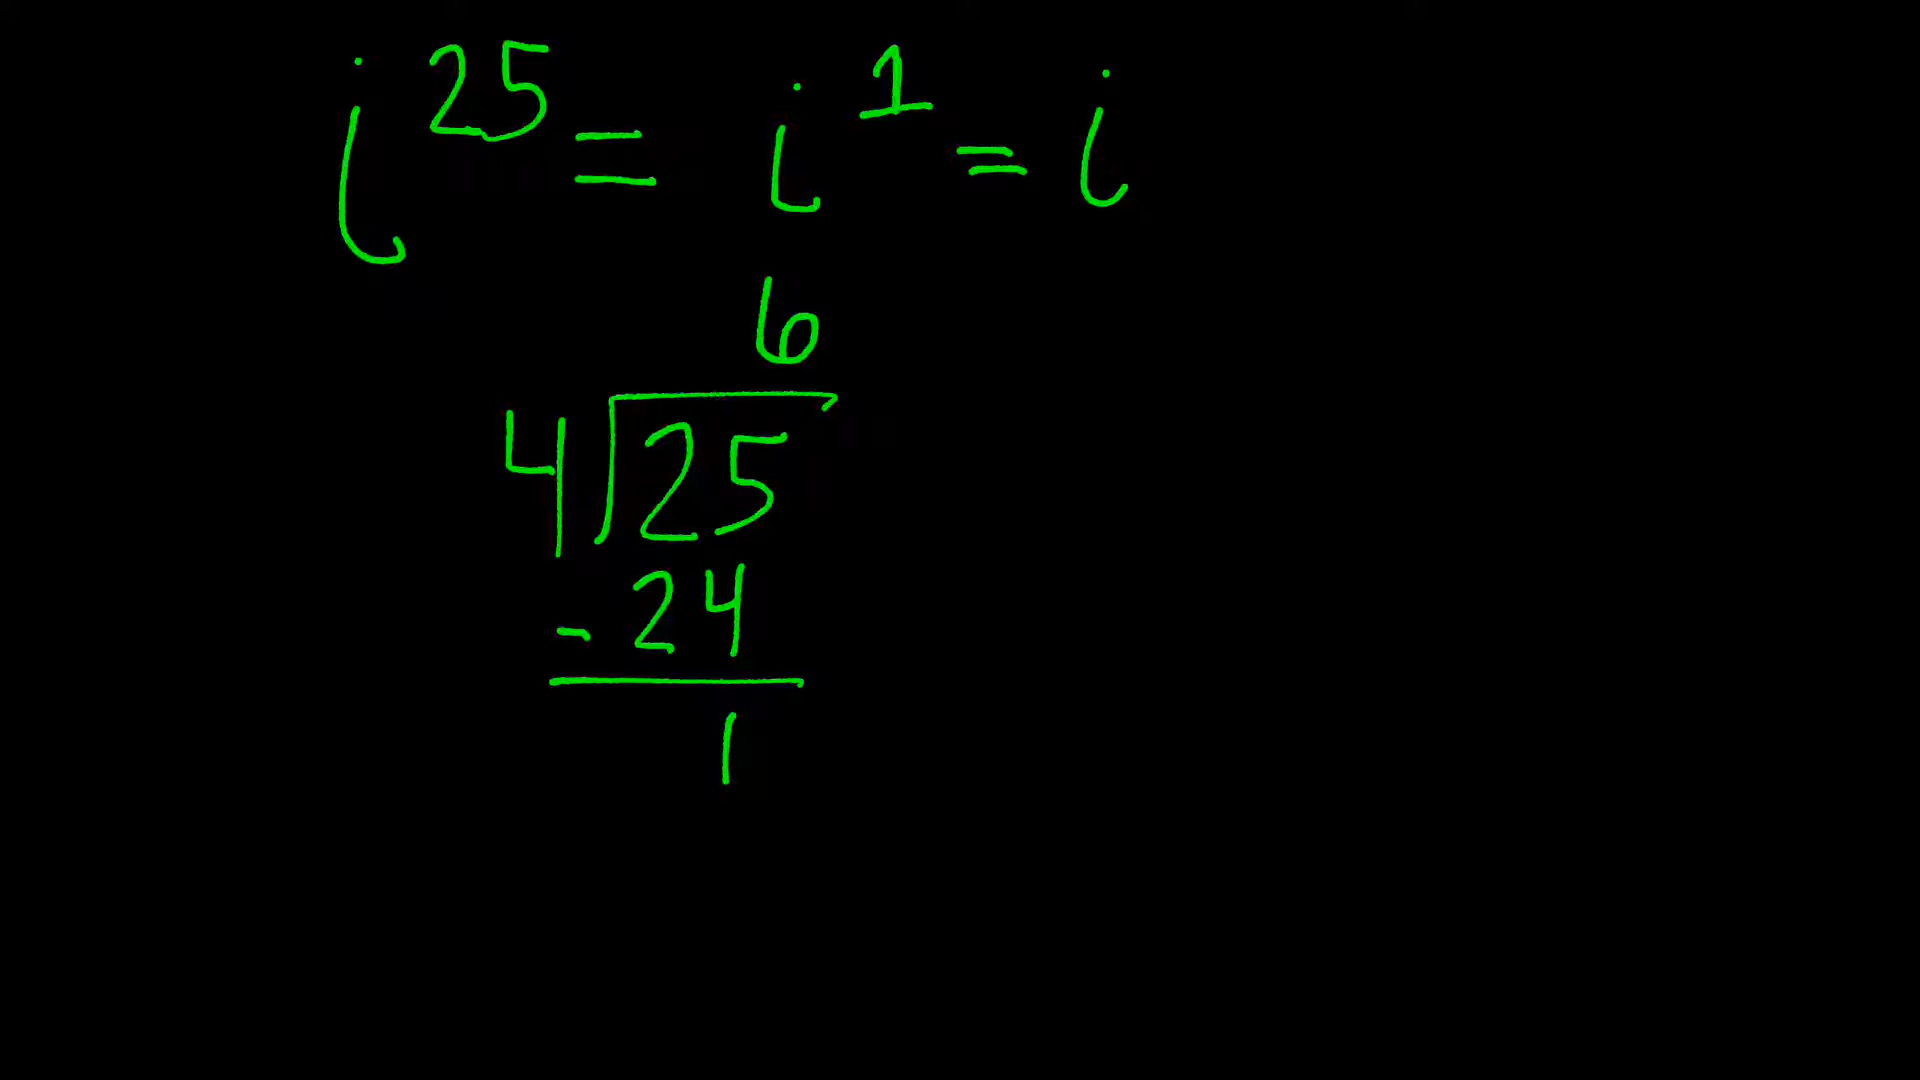 i^25 = i^1 = i
6
4)25
- 24
1